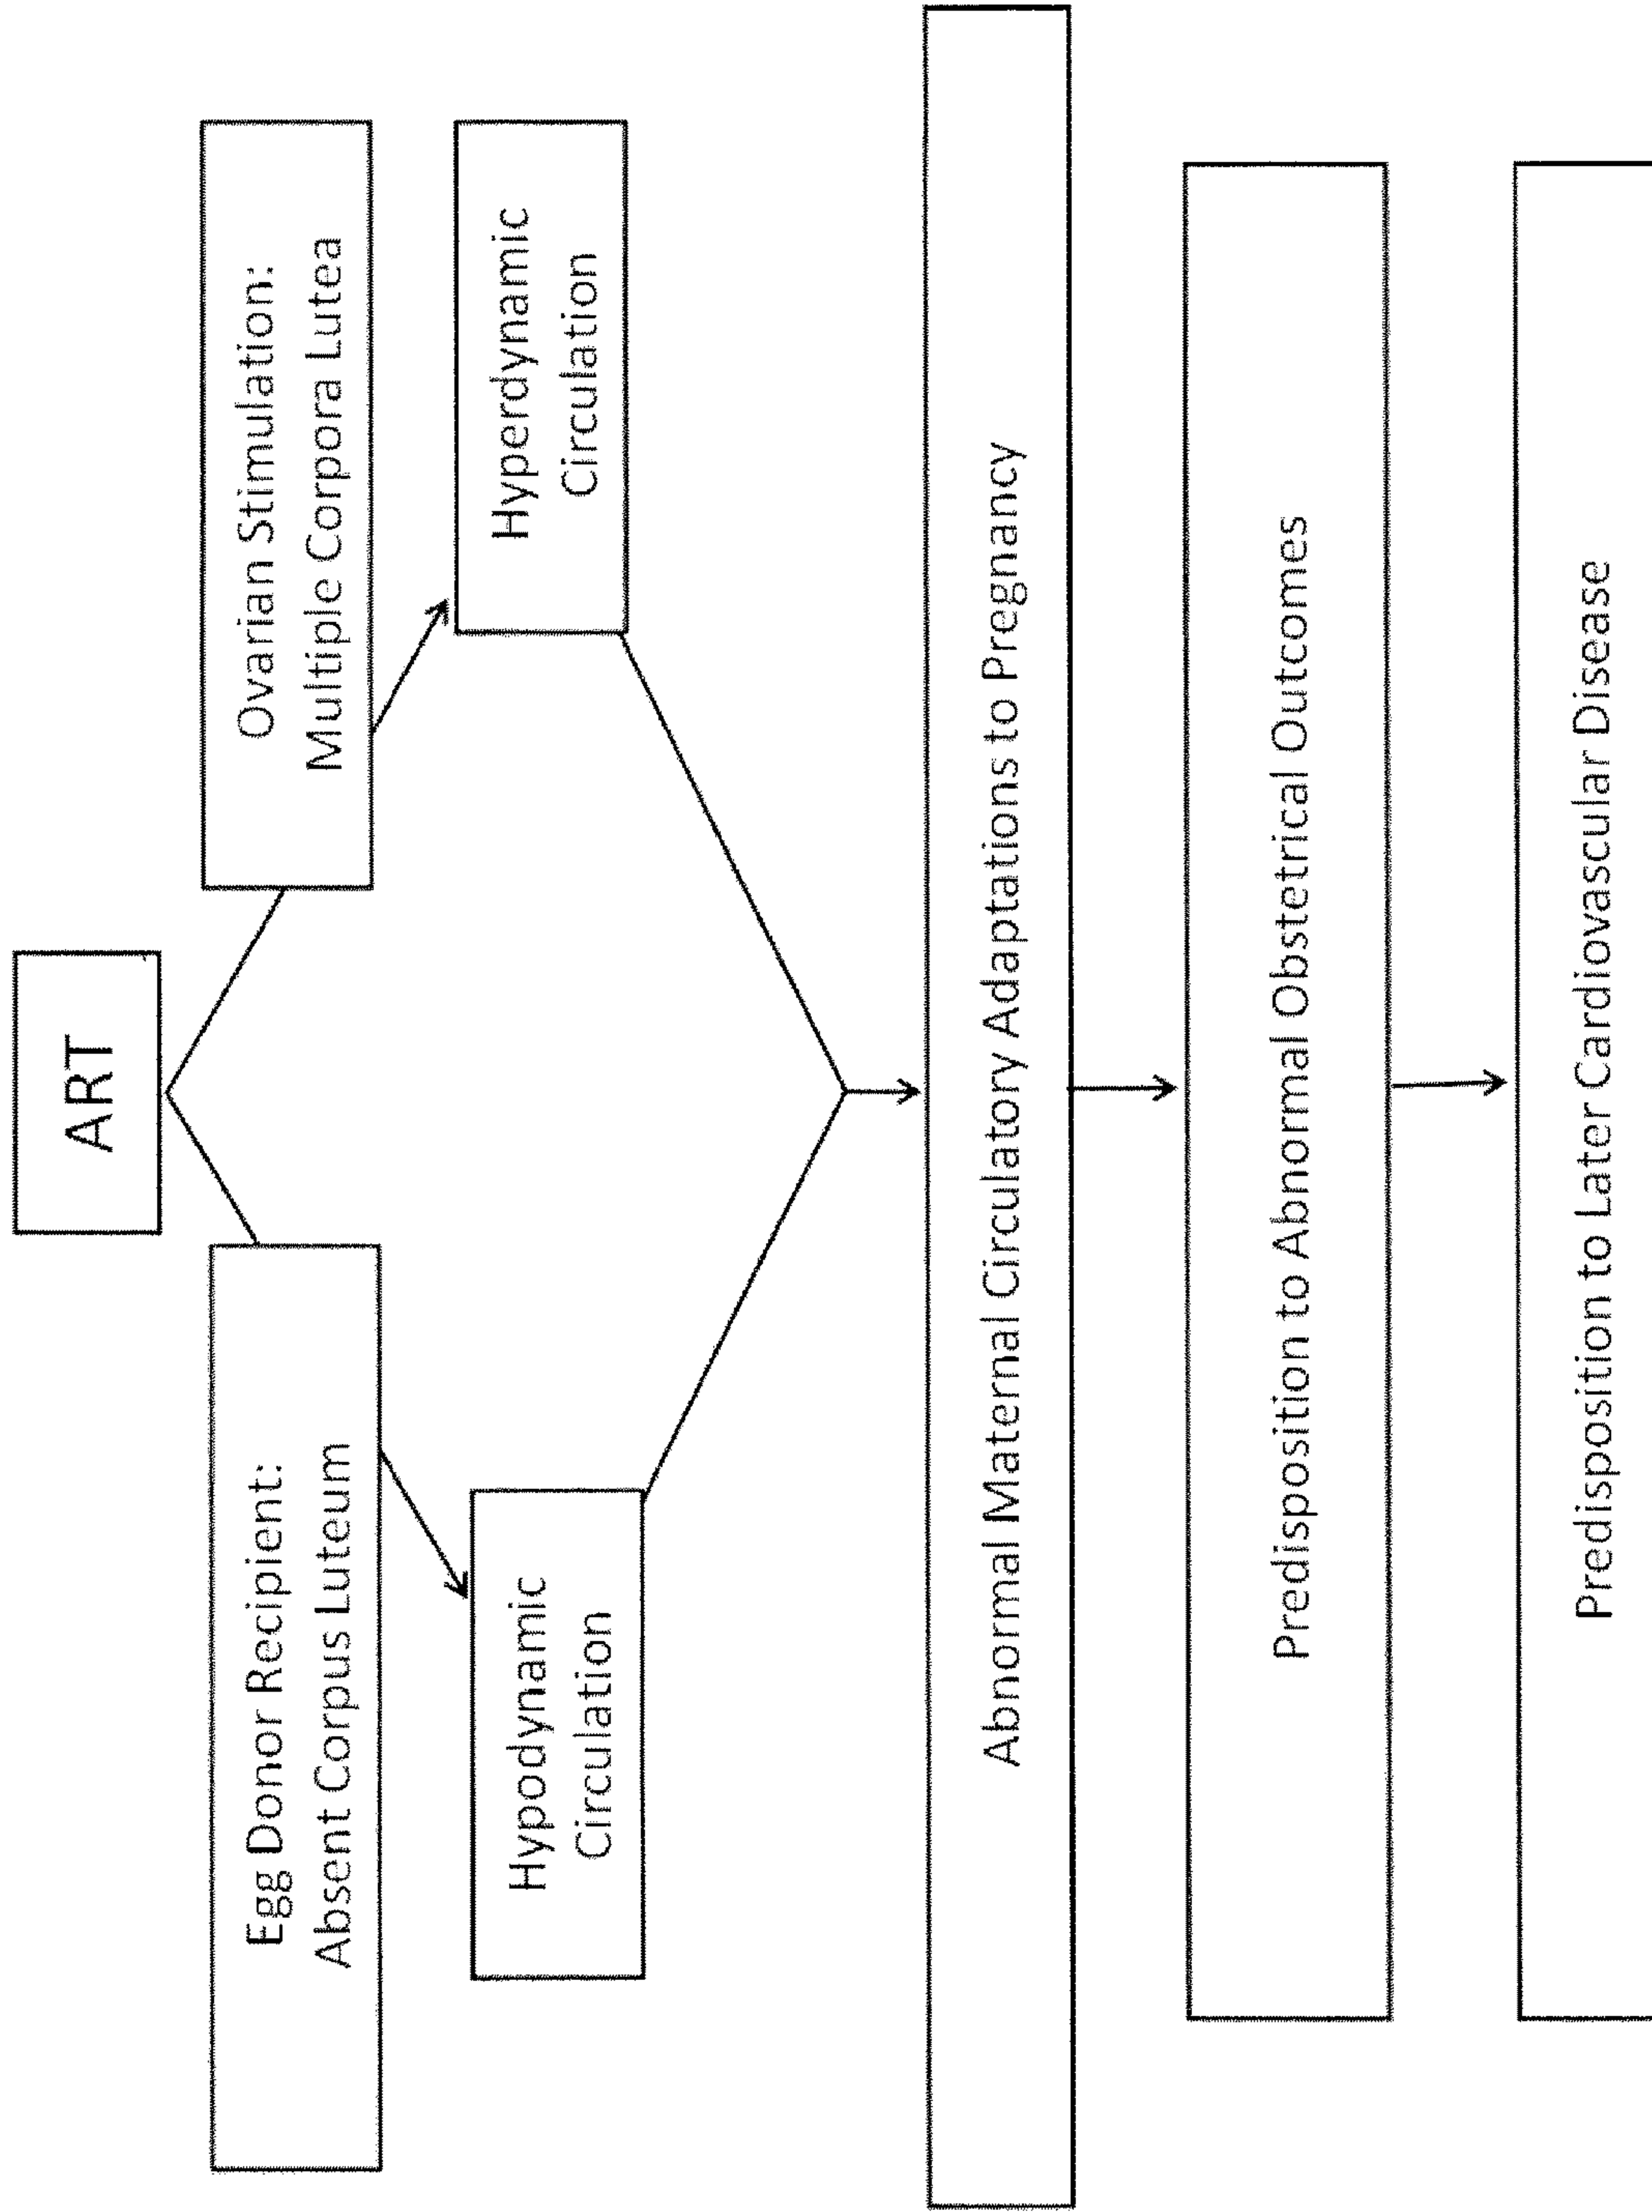 ART
Egg Donor Recipient:
Absent Corpus Luteum
Ovarian Stimulation:
Multiple Corpora Lutea
Hypodynamic
Circulation
Hyperdynamic
Circulation
Abnormal Maternal Circulatory Adaptations to Pregnancy
Predisposition to Abnormal Obstetrical Outcomes
Predisposition to Later Cardiovascular Disease